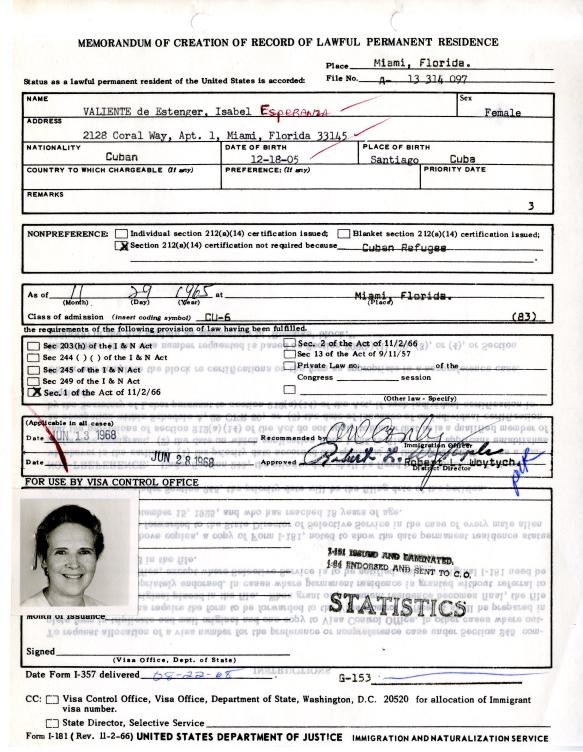 MEMORANDUM OF CREATION OF RECORD OF LAWFUL PERMANENT RESIDENCE
Place Miami, Florida.
Status as a lawful permanent resident of the United States is accorded: File No. A- 13 314 097
NAME Sex
VALIENTE de Estenger, Isabel Esperanza Female
ADDRESS
2128 Coral Way, Apt. 1, Miami, Florida 33145
NATIONALITY DATE OF BIRTH PLACE OF BIRTH
Cuban 12-18-05 Santiago Cuba
COUNTRY TO WHICH CHARGEABLE (If any) PREFERENCE: (If any) PRIORITY DATE
REMARKS
3
NONPREFERENCE: Individual section 212(a)(14) certification issued; Blanket section 212(a)(14) certification issued;
X Section 212(a)(14) certification not required because Cuban Refugee
As of 11 29 1965 at Miami, Florida.
(Month) (Day) (Year) (Place)
Class of admission (Insert coding symbol) CU-6 (83)
the requirements of the following provision of law having been fulfilled.
Sec 203(h) of the I & N Act Sec. 2 of the Act of 11/2/66
Sec 244 ( ) ( ) of the I & N Act Sec 13 of the Act of 9/11/57
Sec 245 of the I & N Act Private Law no. of the
Sec 249 of the I & N Act Congress session
X Sec. 1 of the Act of 11/2/66
(Other law - Specify)
(Applicable in all cases)
Date JUN 13 1968 Recommended by
Immigration Officer
Date JUN 28 1968 Approved Robert L. Woytych
District Director
FOR USE BY VISA CONTROL OFFICE
I-151 ISSUED AND LAMINATED.
I-94 ENDORSED AND SENT TO C.O.
STATISTICS
Month of Issuance
Signed
(Visa Office, Dept. of State)
Date Form I-357 delivered 08-22-68 G-153
CC: Visa Control Office, Visa Office, Department of State, Washington, D.C. 20520 for allocation of Immigrant
visa number.
State Director, Selective Service
Form I-181 (Rev. 11-2-66) UNITED STATES DEPARTMENT OF JUSTICE IMMIGRATION AND NATURALIZATION SERVICE